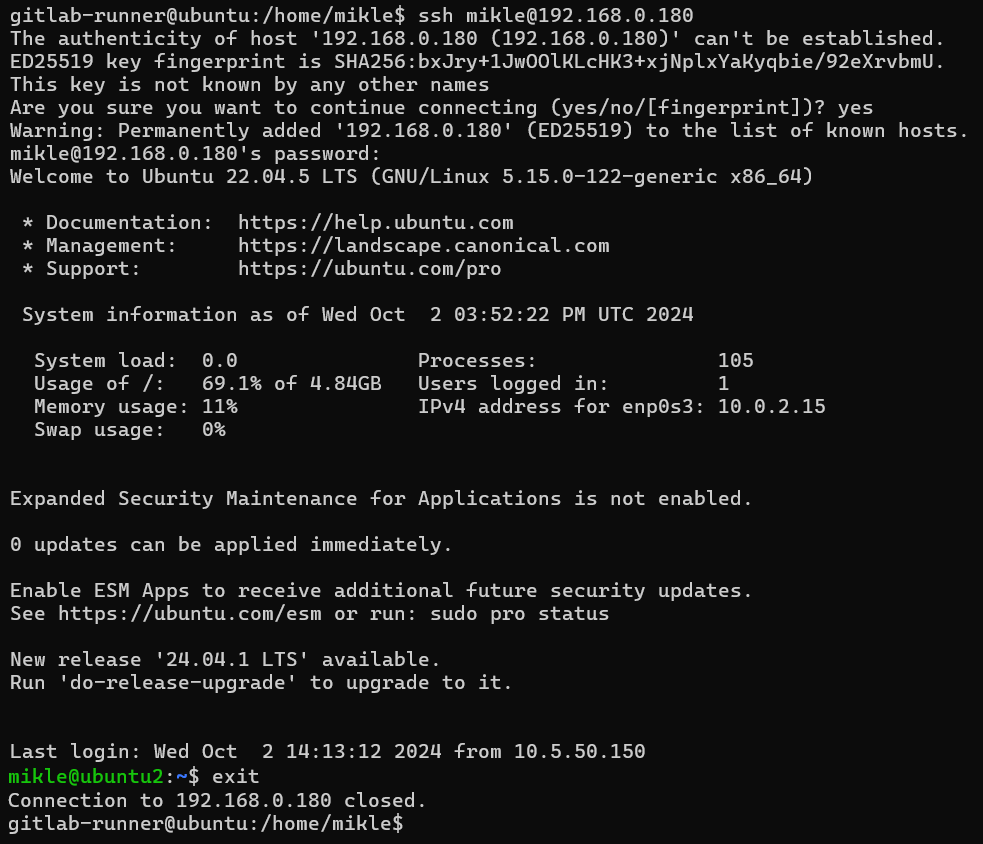 gitlab-runner@ubuntu:/home/mikle$ ssh mikle@192.168.0.180
The authenticity of host '192.168.0.180 (192.168.0.180)' can't be established.
ED25519 key fingerprint is SHA256:bxJry+1JwOOlKLcHK3+xjNplxYaKyqbie/92eXrvbmU.
This key is not known by any other names
Are you sure you want to continue connecting (yes/no/[fingerprint])? yes
Warning: Permanently added '192.168.0.180' (ED25519) to the list of known hosts.
mikle@192.168.0.180's password:
Welcome to Ubuntu 22.04.5 LTS (GNU/Linux 5.15.0-122-generic x86_64)

 * Documentation:  https://help.ubuntu.com
 * Management:     https://landscape.canonical.com
 * Support:        https://ubuntu.com/pro

 System information as of Wed Oct  2 03:52:22 PM UTC 2024

  System load:  0.0               Processes:               105
  Usage of /:   69.1% of 4.84GB   Users logged in:         1
  Memory usage: 11%               IPv4 address for enp0s3: 10.0.2.15
  Swap usage:   0%


Expanded Security Maintenance for Applications is not enabled.

0 updates can be applied immediately.

Enable ESM Apps to receive additional future security updates.
See https://ubuntu.com/esm or run: sudo pro status

New release '24.04.1 LTS' available.
Run 'do-release-upgrade' to upgrade to it.


Last login: Wed Oct  2 14:13:12 2024 from 10.5.50.150
mikle@ubuntu2:~$ exit
Connection to 192.168.0.180 closed.
gitlab-runner@ubuntu:/home/mikle$